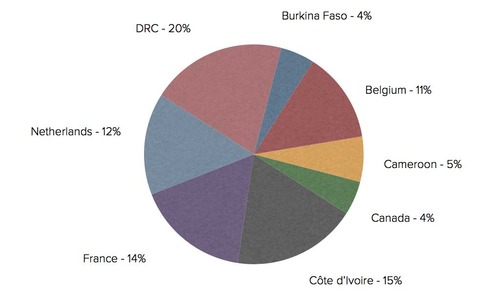 Burkina Faso - 4%
DRC - 20%
Belgium - 11%
Netherlands - 12%
Cameroon - 5%
Canada - 4%
France - 14%
Côte d'Ivoire - 15%